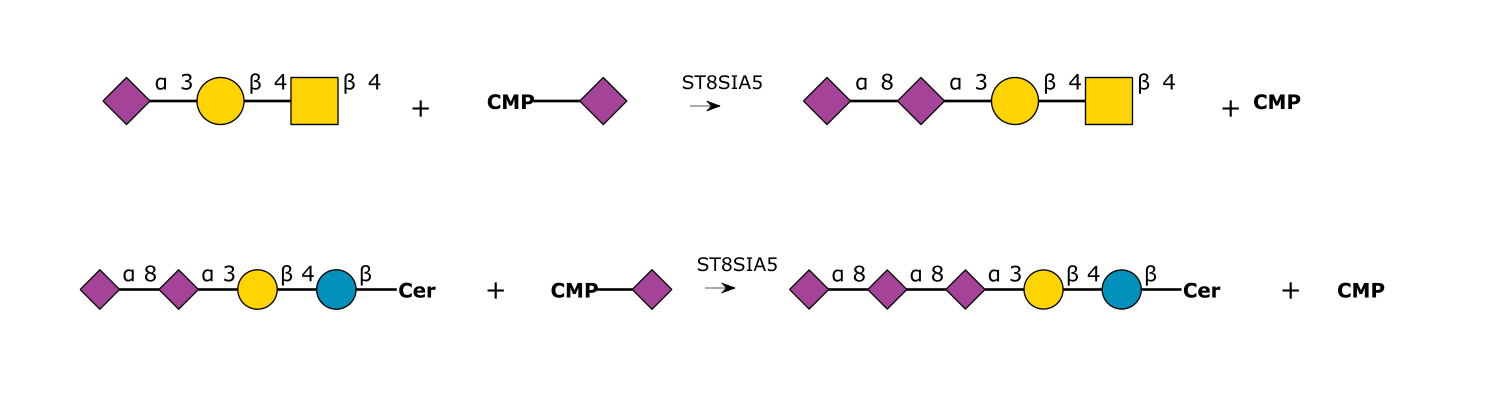 ST8SIA5
α 3 β 4 β 4 + CMP α 8 α 3 β 4 β 4 + CMP
ST8SIA5
α 8 α 3 β 4 β Cer + CMP α 8 α 8 α 3 β 4 β Cer + CMP